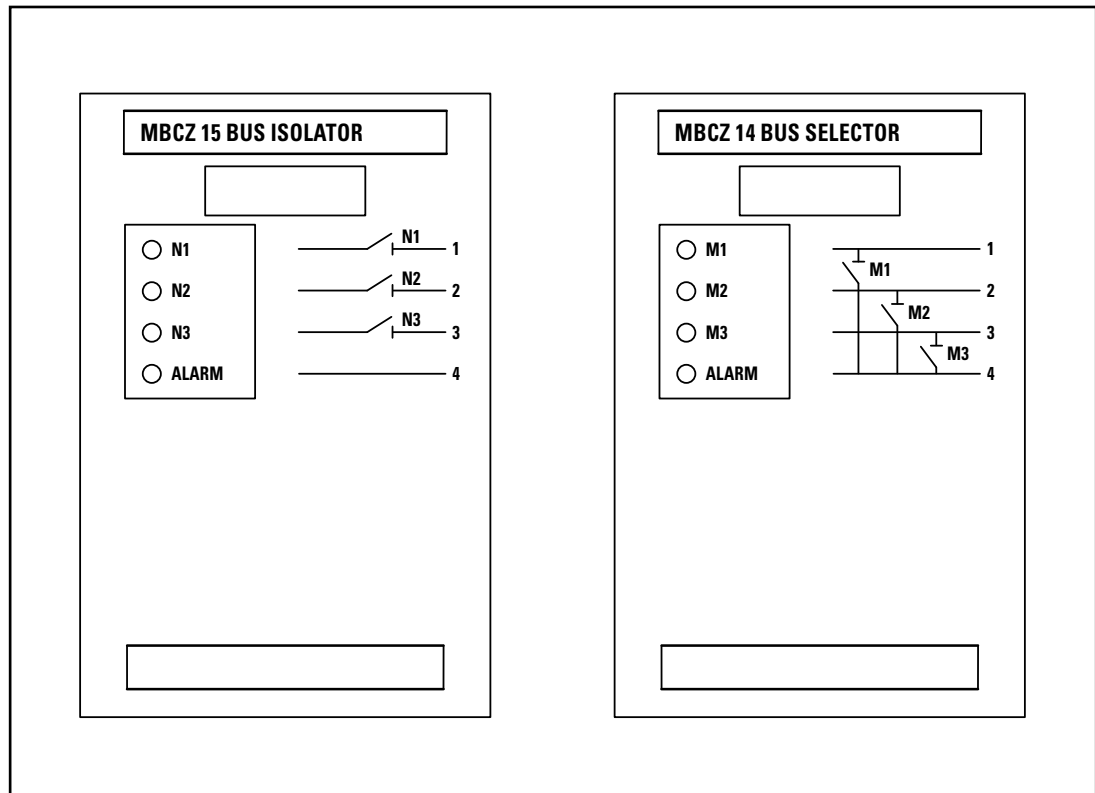 MBCZ 15 BUS ISOLATOR
N1
N2
N3
ALARM
N1
1
N2
2
N3
3
4
MBCZ 14 BUS SELECTOR
M1
M2
M3
ALARM
1
M1
2
M2
3
M3
4